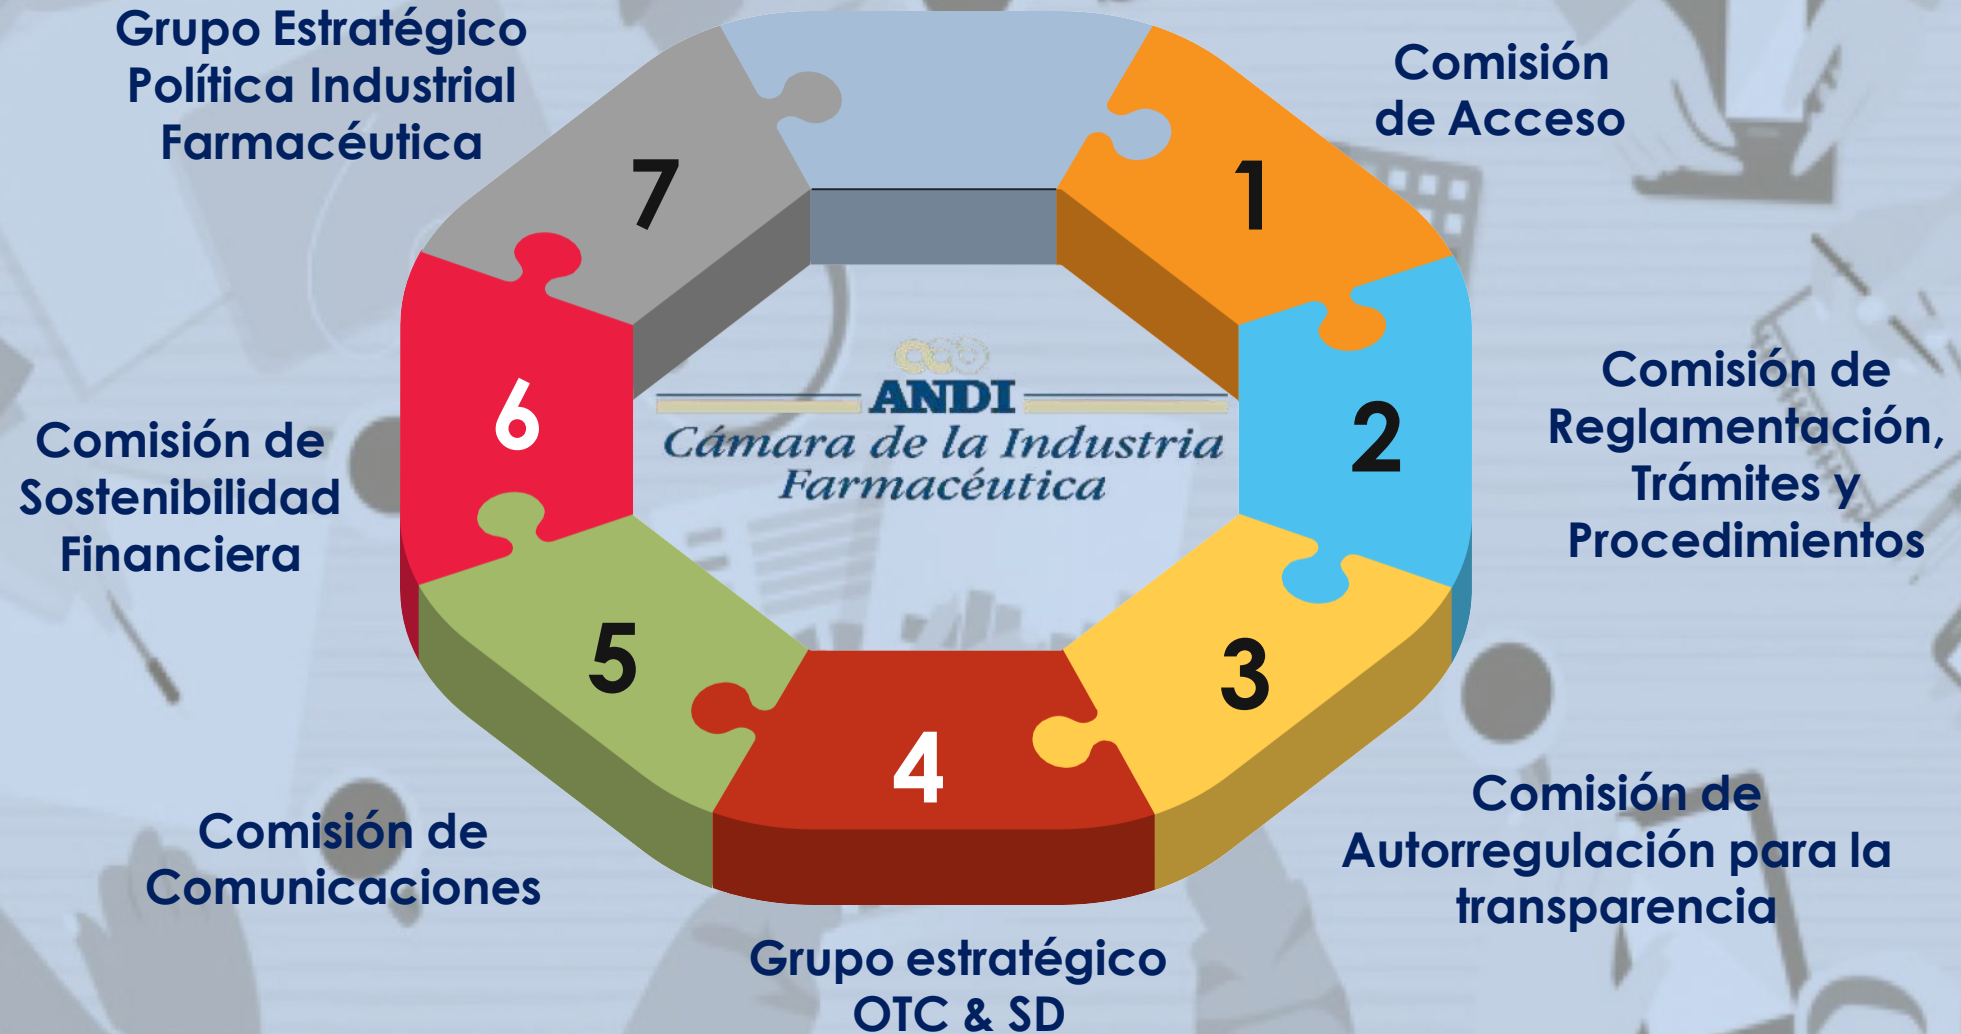 Grupo Estratégico
Política Industrial
Farmacéutica
Comisión
de Acceso
7
1
ANDI
Cámara de la Industria
Farmacéutica
6
2
Comisión de
Reglamentación,
Trámites y
Procedimientos
Comisión de
Sostenibilidad
Financiera
5
3
4
Comisión de
Autorregulación para la
transparencia
Comisión de
Comunicaciones
Grupo estratégico
OTC & SD